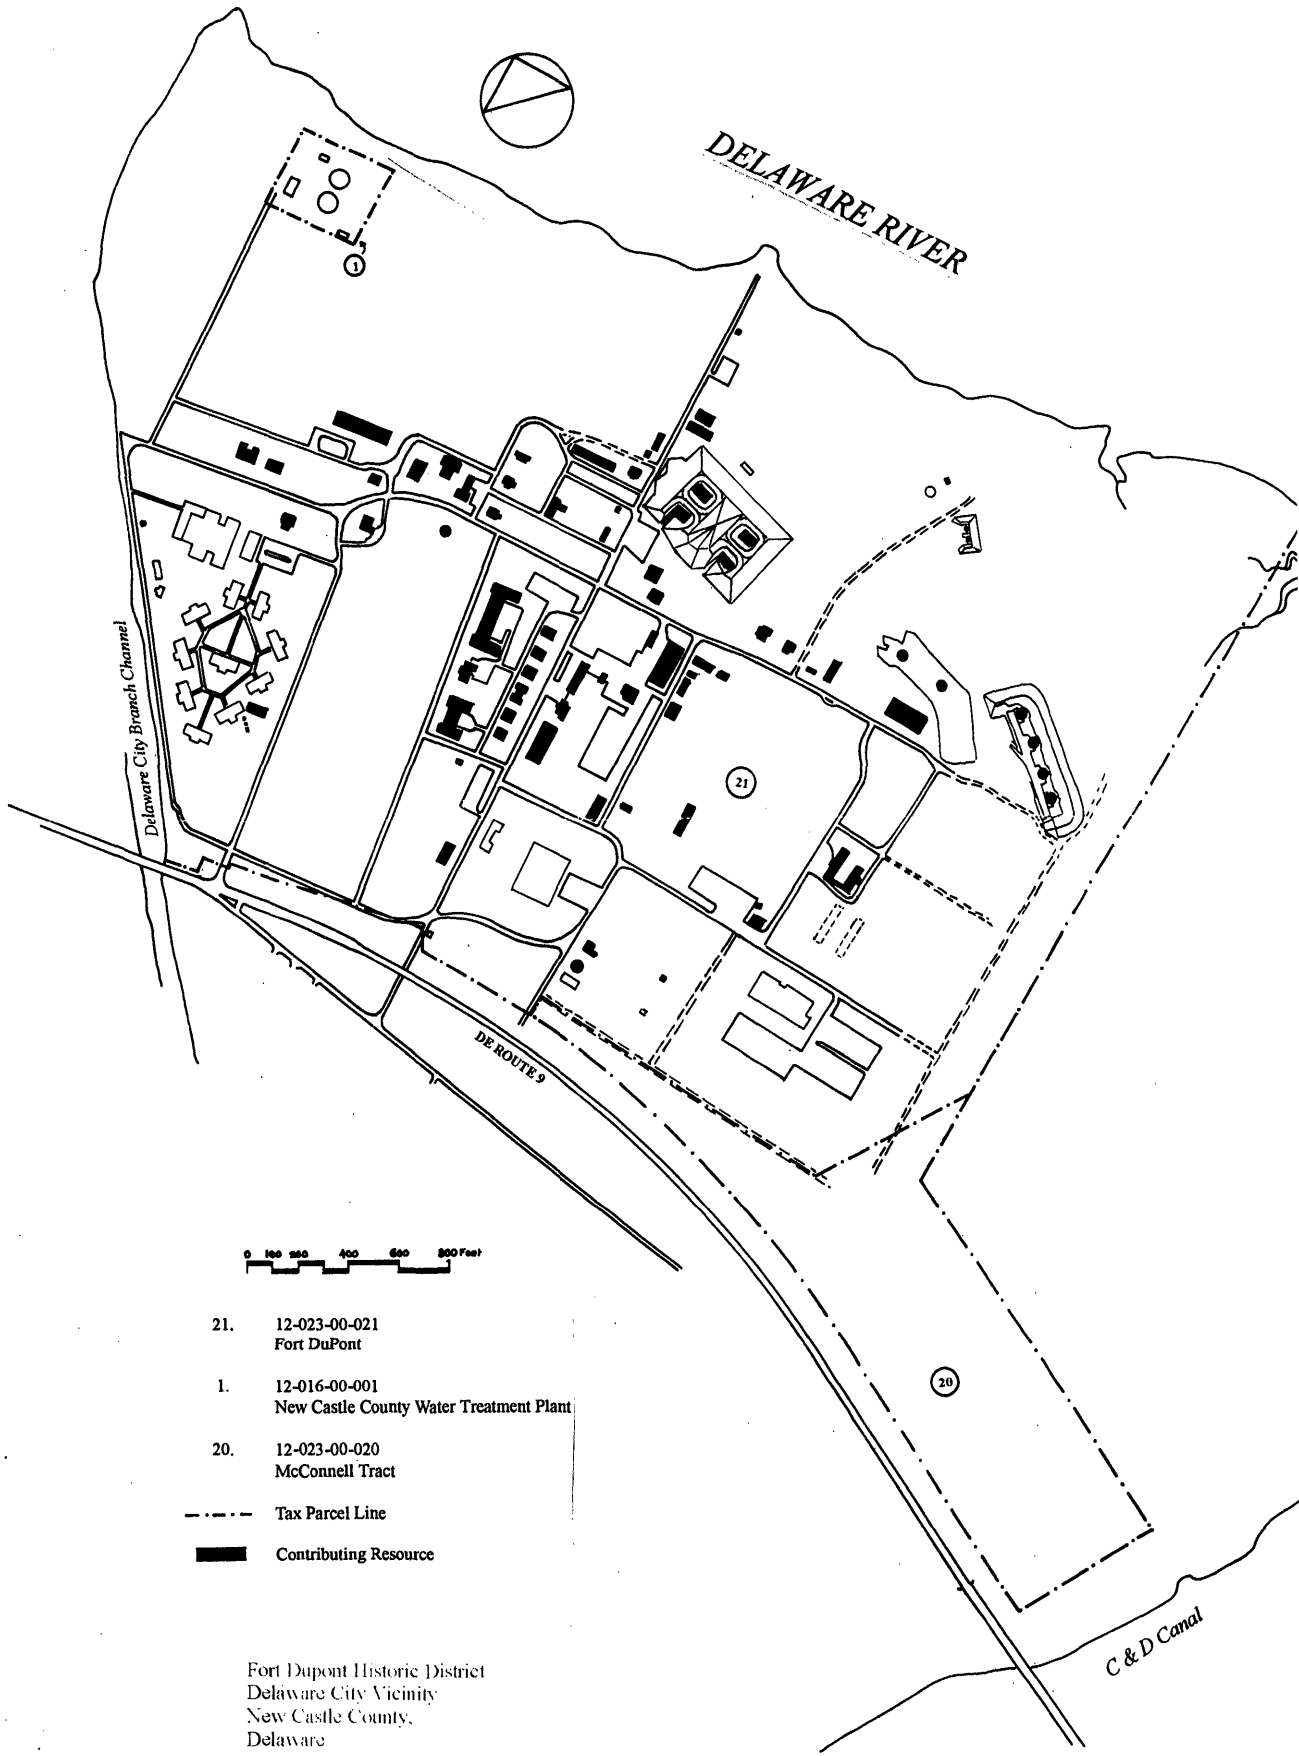 DELAWARE RIVER
1
Delaware City Branch Channel
21
DE ROUTE 9
0 100 200 400 600 800 Feet
21. 12-023-00-021
Fort DuPont
1. 12-016-00-001
New Castle County Water Treatment Plant
20. 12-023-00-020
McConnell Tract
Tax Parcel Line
Contributing Resource
20
C & D Canal
Fort Dupont Historic District
Delaware City Vicinity
New Castle County,
Delaware